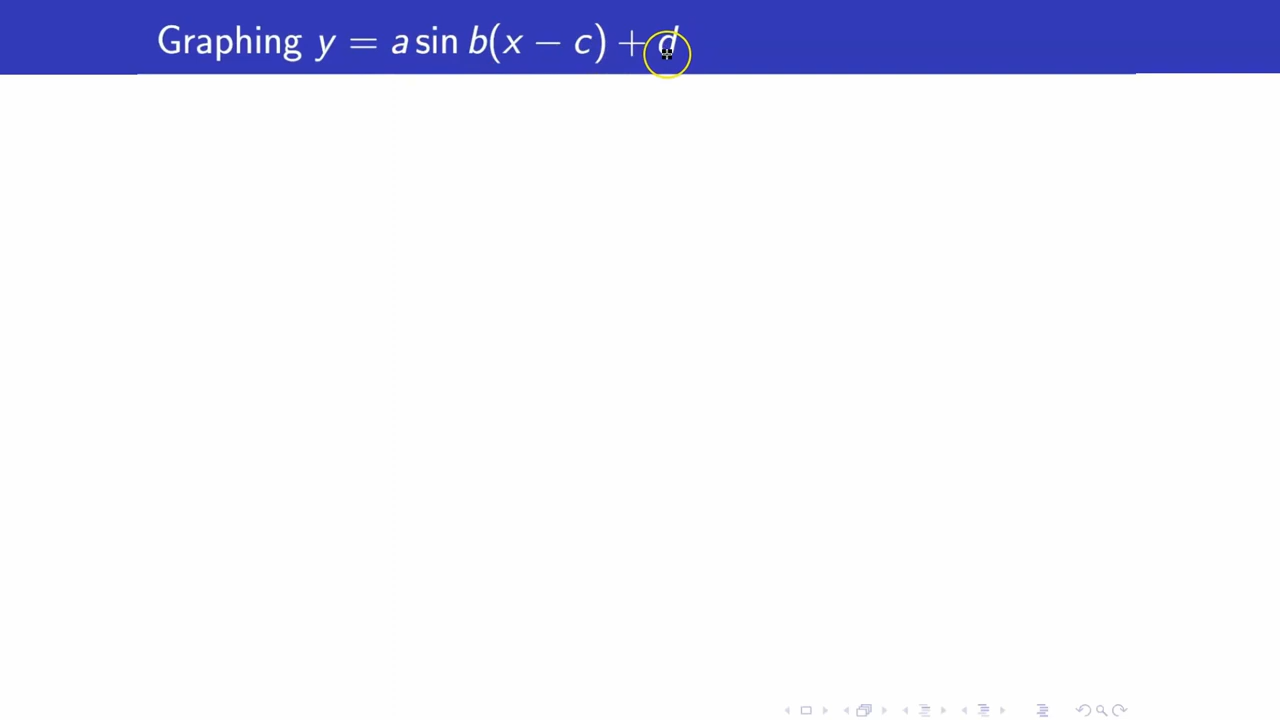 Graphing y = a sin b(x − c) + d